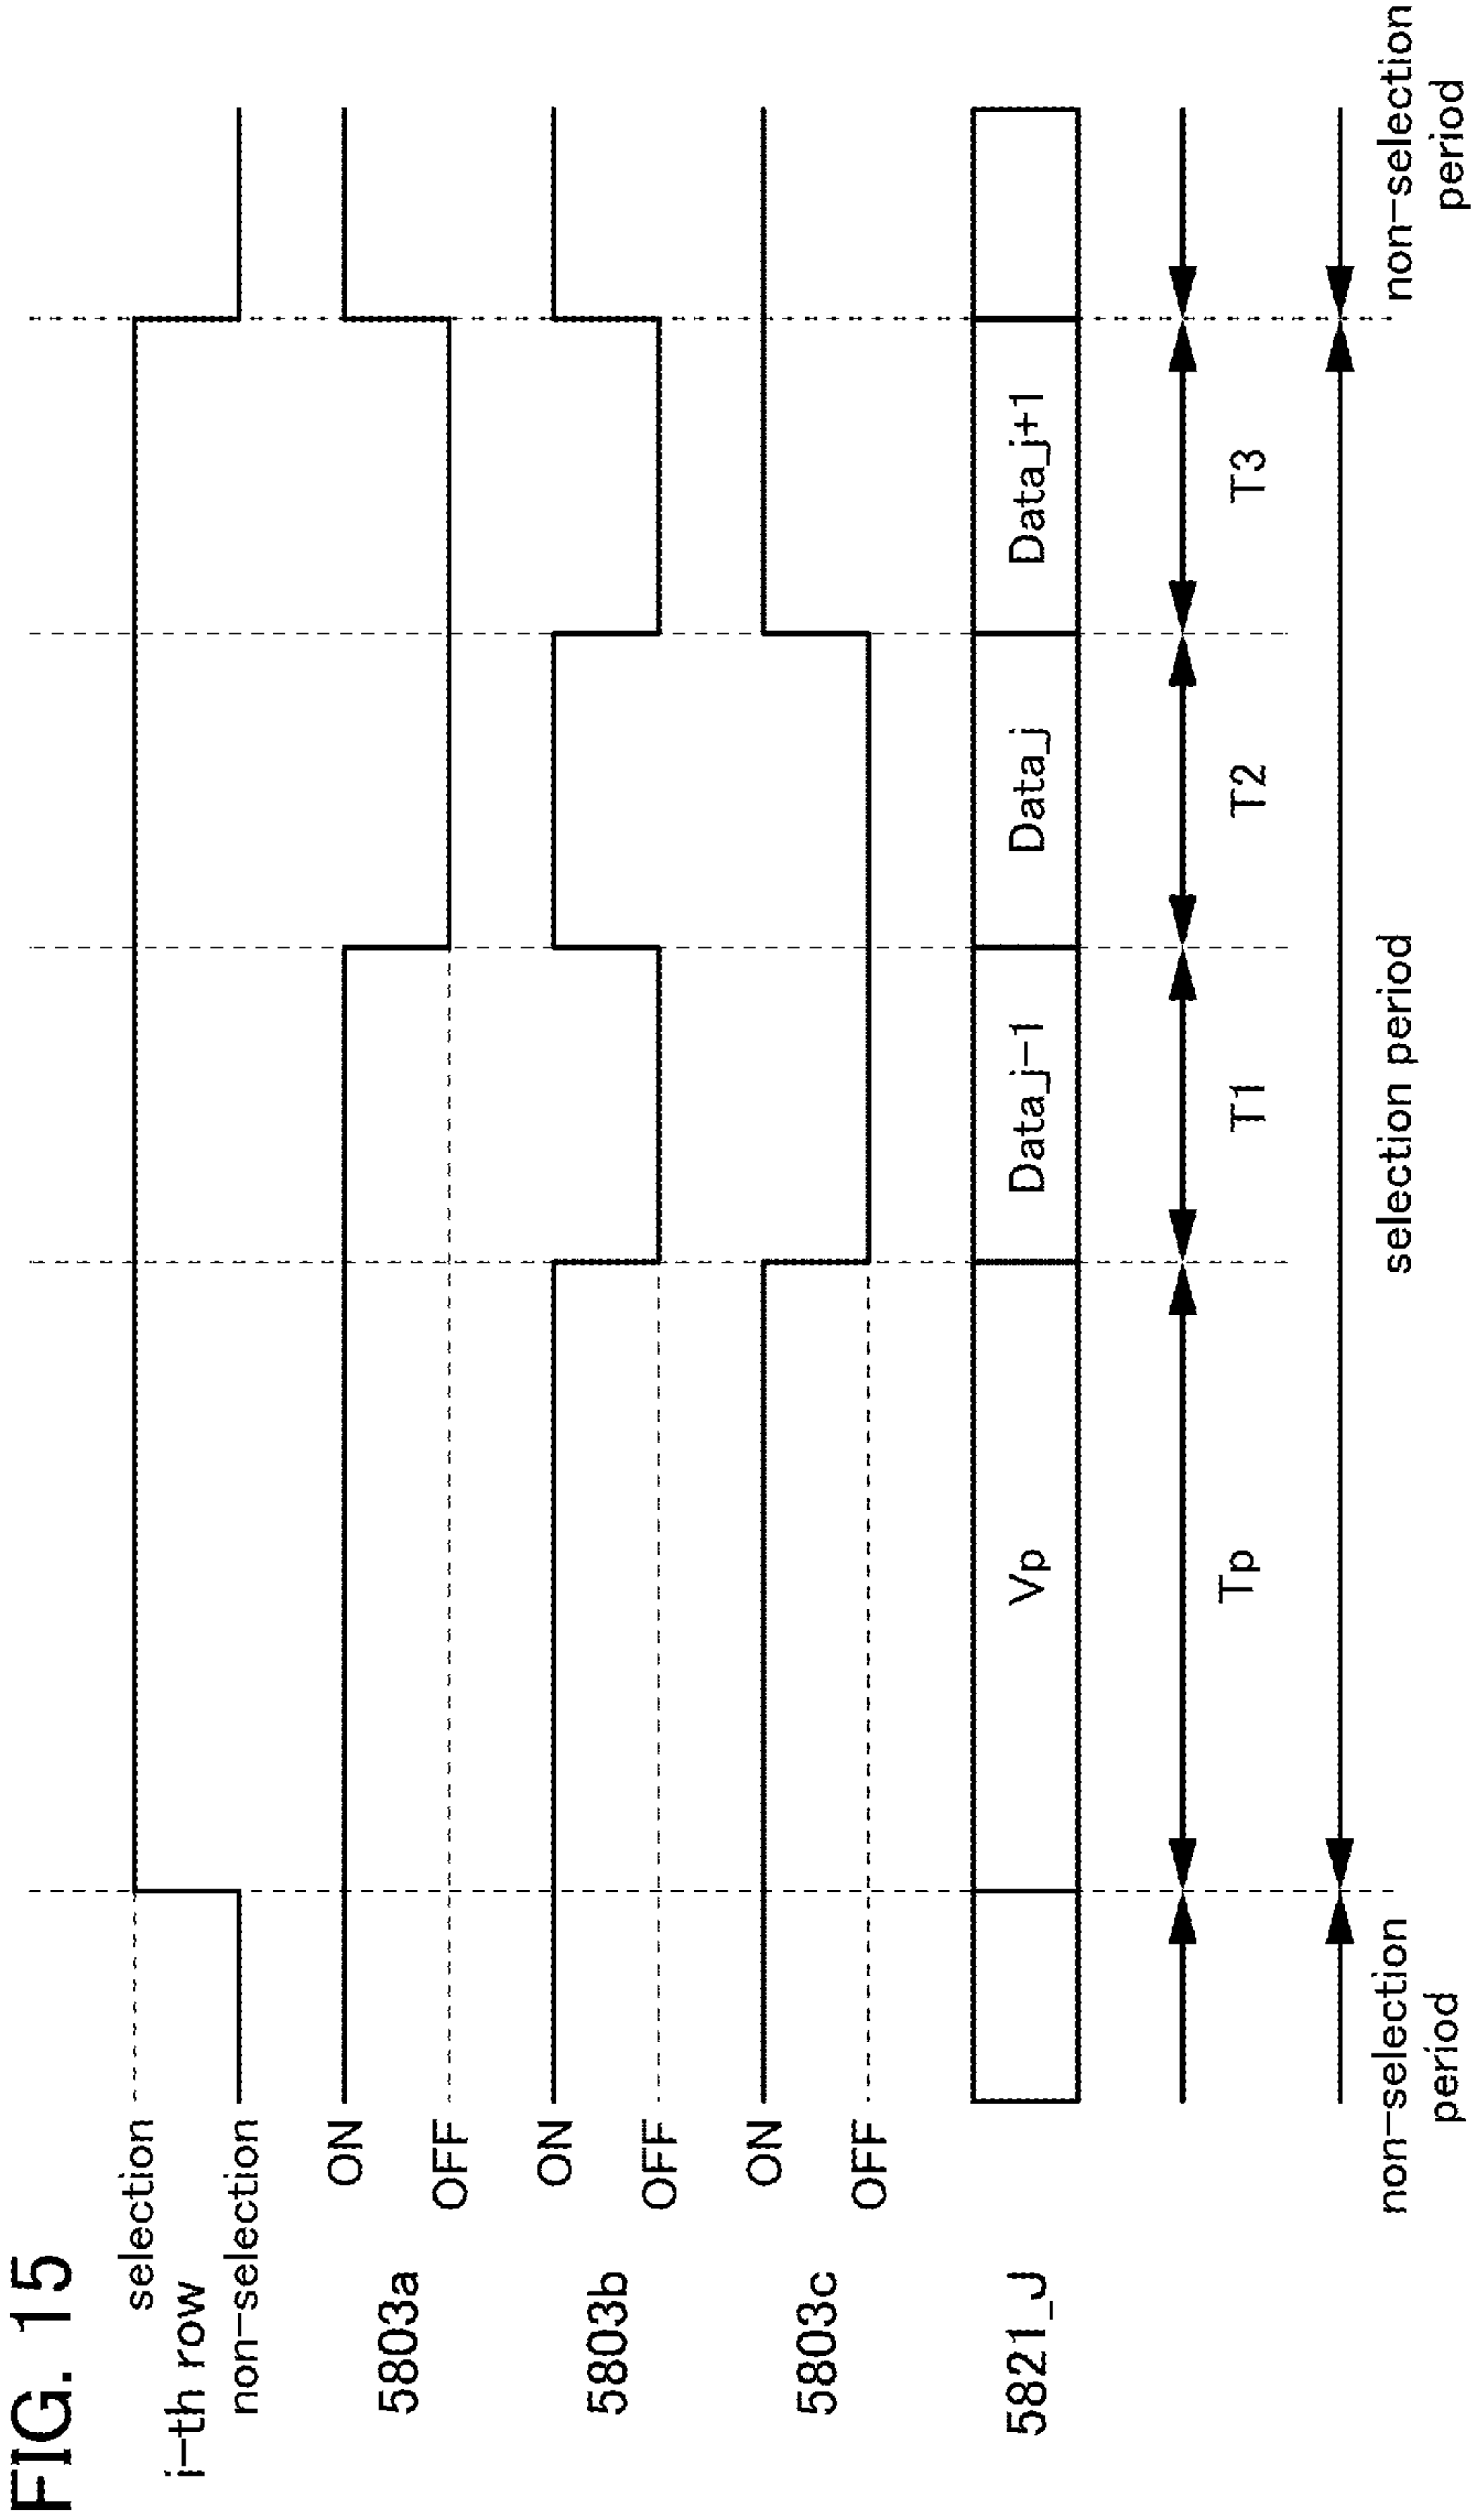 FIG. 15
selection
i-th row
non-selection
ON
5803a
OFF
ON
5803b
OFF
ON
5803c
OFF
5821_J
Vp
Data_j-1
Data_j
Data_j+1
Tp
T1
T2
T3
non-selection
period
selection period
non-selection
period